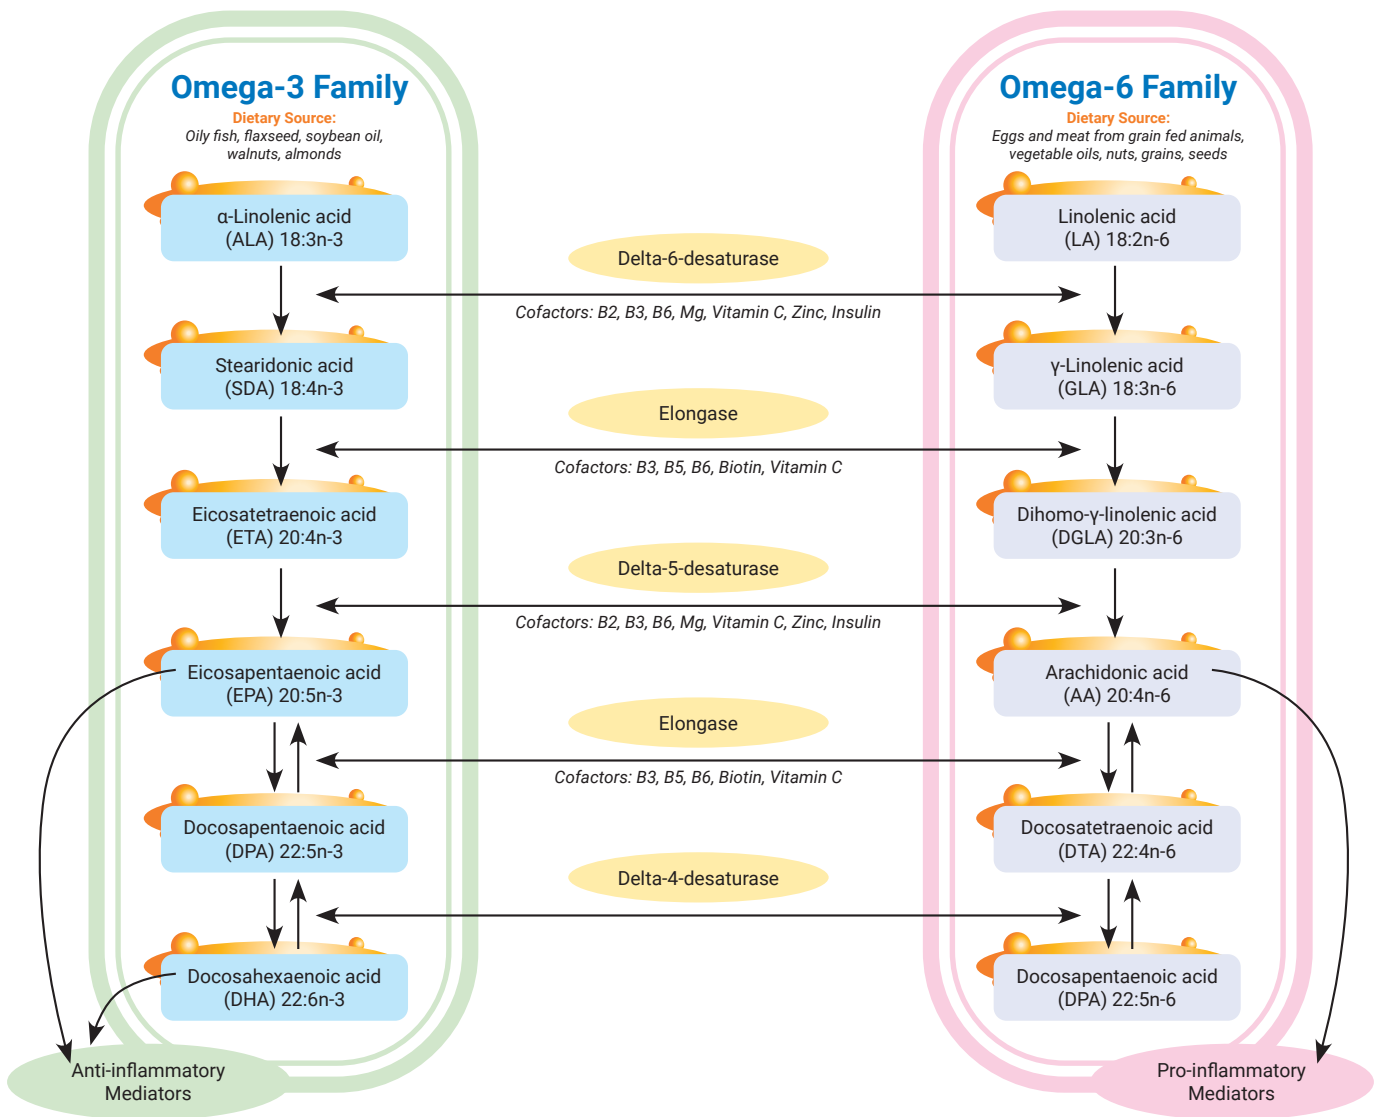 Omega-3 Family
Dietary Source:
Oily fish, flaxseed, soybean oil,
walnuts, almonds
α-Linolenic acid
(ALA) 18:3n-3
Stearidonic acid
(SDA) 18:4n-3
Eicosatetraenoic acid
(ETA) 20:4n-3
Eicosapentaenoic acid
(EPA) 20:5n-3
Docosapentaenoic acid
(DPA) 22:5n-3
Docosahexaenoic acid
(DHA) 22:6n-3
Anti-inflammatory
Mediators
Delta-6-desaturase
Cofactors: B2, B3, B6, Mg, Vitamin C, Zinc, Insulin
Elongase
Cofactors: B3, B5, B6, Biotin, Vitamin C
Delta-5-desaturase
Cofactors: B2, B3, B6, Mg, Vitamin C, Zinc, Insulin
Elongase
Cofactors: B3, B5, B6, Biotin, Vitamin C
Delta-4-desaturase
Omega-6 Family
Dietary Source:
Eggs and meat from grain fed animals,
vegetable oils, nuts, grains, seeds
Linolenic acid
(LA) 18:2n-6
γ-Linolenic acid
(GLA) 18:3n-6
Dihomo-γ-linolenic acid
(DGLA) 20:3n-6
Arachidonic acid
(AA) 20:4n-6
Docosatetraenoic acid
(DTA) 22:4n-6
Docosapentaenoic acid
(DPA) 22:5n-6
Pro-inflammatory
Mediators